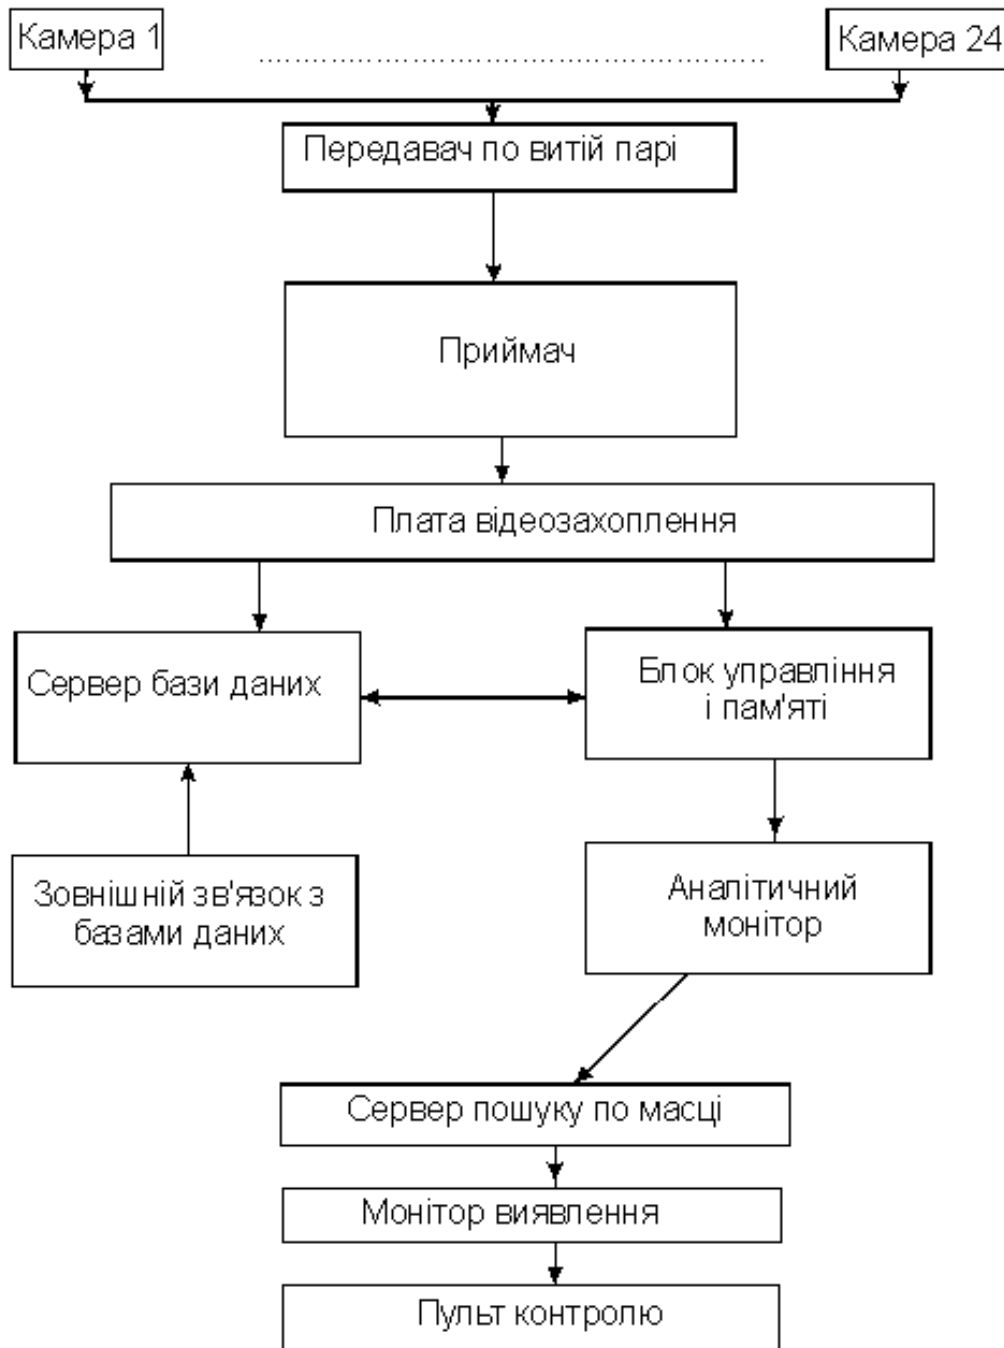 Камера 1
Камера 24
Передавач по витій парі
Приймач
Плата відеозахоплення
Сервер бази даних
Блок управління
і пам'яті
Зовнішній зв'язок з
базами даних
Аналітичний
монітор
Сервер пошуку по масці
Монітор виявлення
Пульт контролю